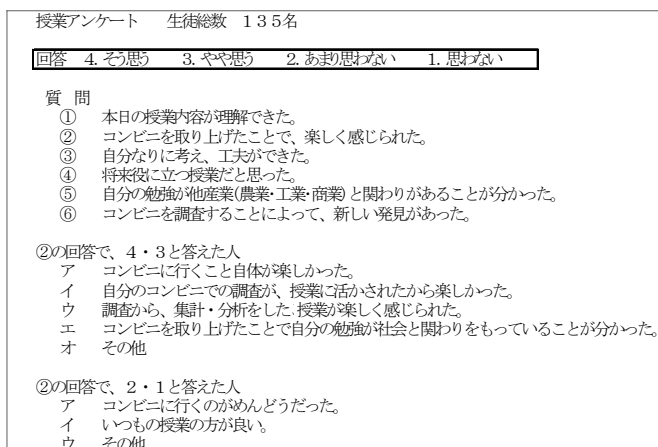 授業アンケート　　生徒総数　１３５名
回答　4. そう思う　　3. やや思う　　2. あまり思わない　　1. 思わない
質　問
①　本日の授業内容が理解できた。
②　コンビニを取り上げたことで、楽しく感じられた。
③　自分なりに考え、工夫ができた。
④　将来役に立つ授業だと思った。
⑤　自分の勉強が他産業(農業・工業・商業)と関わりがあることが分かった。
⑥　コンビニを調査することによって、新しい発見があった。
②の回答で、４・３と答えた人
ア　コンビニに行くこと自体が楽しかった。
イ　自分のコンビニでの調査が、授業に活かされたから楽しかった。
ウ　調査から、集計・分析をした授業が楽しく感じられた。
エ　コンビニを取り上げたことで自分の勉強が社会と関わりをもっていることが分かった。
オ　その他
②の回答で、２・１と答えた人
ア　コンビニに行くのがめんどうだった。
イ　いつもの授業の方が良い。
ウ　その他